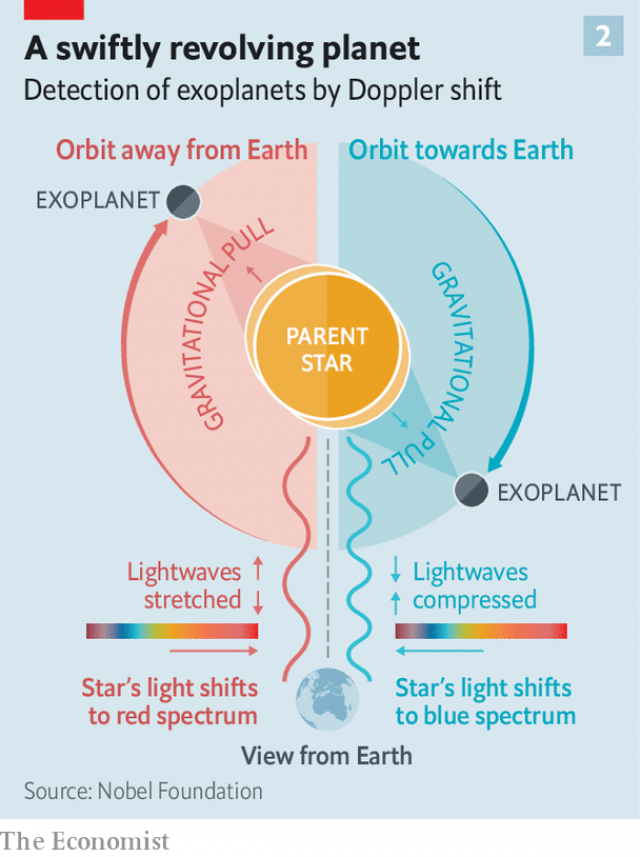 2
A swiftly revolving planet
Detection of exoplanets by Doppler shift
Orbit away from Earth
Orbit towards Earth
EXOPLANET
GRAVITATIONAL PULL
GRAVITATIONAL PULL
PARENT
STAR
EXOPLANET
Lightwaves
stretched
Lightwaves
compressed
Star’s light shifts
to red spectrum
Star’s light shifts
to blue spectrum
View from Earth
Source: Nobel Foundation
The Economist